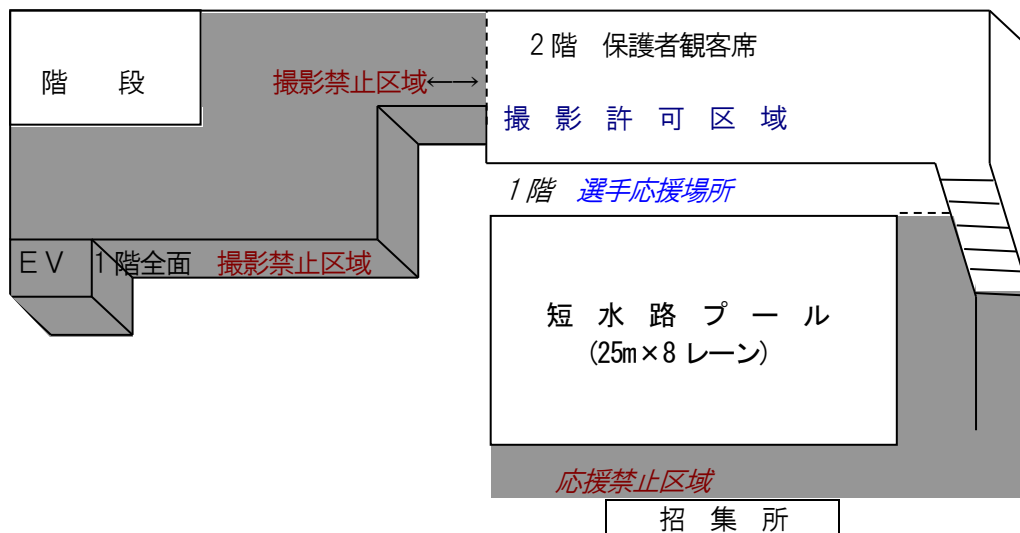 2階　保護者観客席
階　段
撮影禁止区域←→
撮　影　許　可　区　域
1階　選手応援場所
ＥＶ
1階全面　撮影禁止区域
短　水　路　プ　ー　ル
(25m×8 レーン)
応援禁止区域
招　集　所